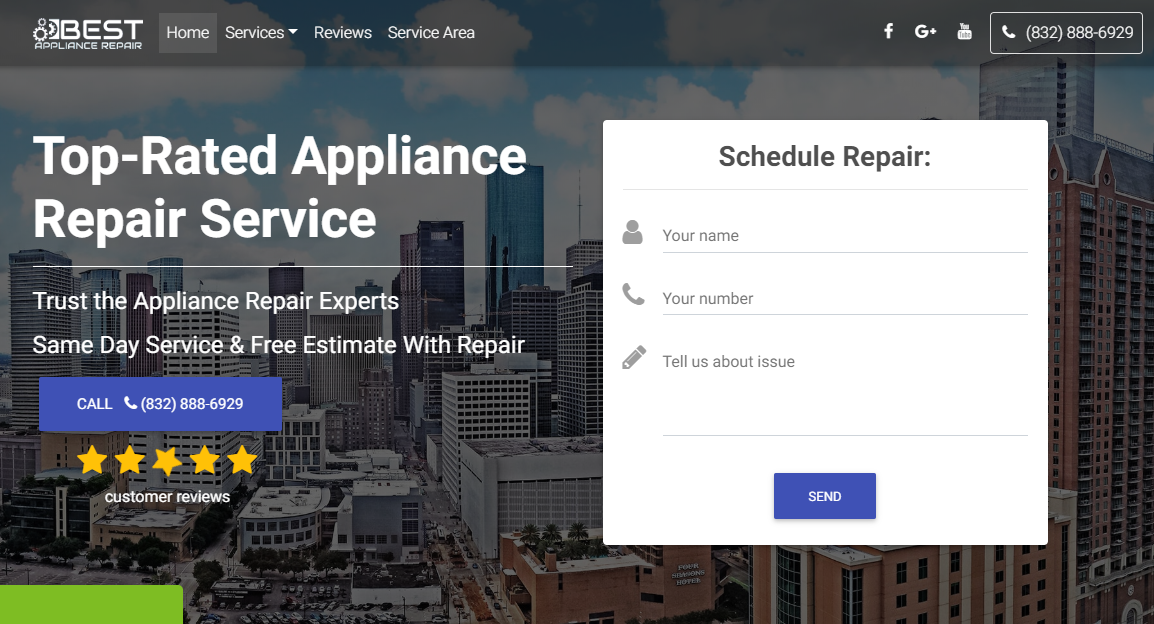 BEST
APPLIANCE REPAIR
Home
Services
Reviews
Service Area
f
G+
You
Tube
(832) 888-6929
Top-Rated Appliance
Repair Service
Trust the Appliance Repair Experts
Same Day Service & Free Estimate With Repair
CALL (832) 888-6929
customer reviews
Schedule Repair:
Your name
Your number
Tell us about issue
SEND
FOUR
SEASONS
HOTEL